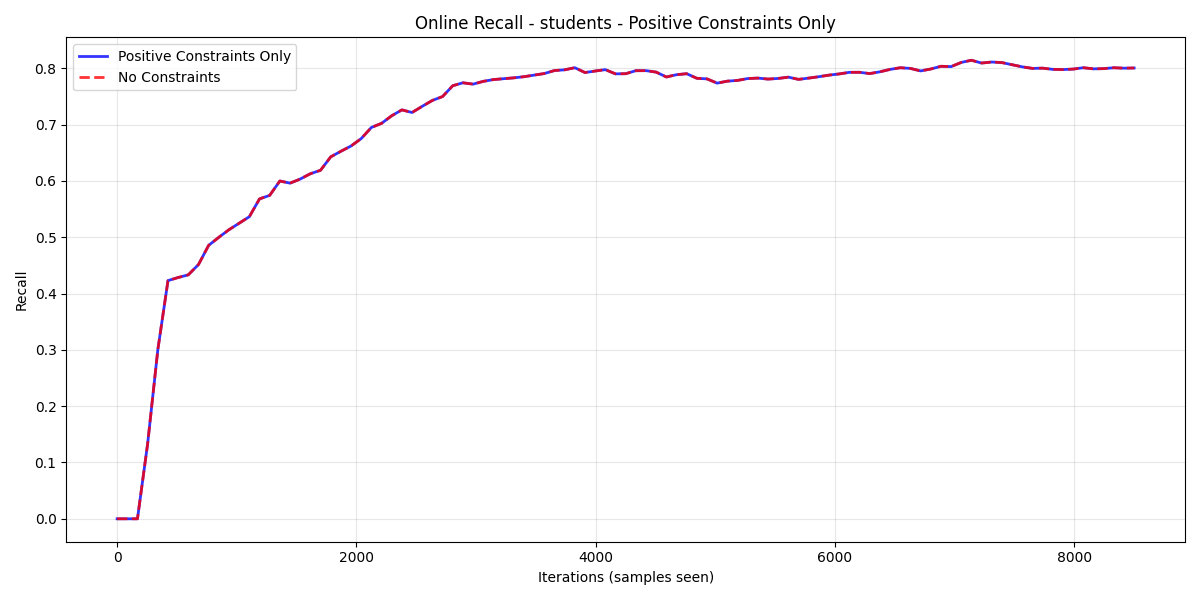 Online Recall - students - Positive Constraints Only
Positive Constraints Only
No Constraints
Recall
0.8
0.7
0.6
0.5
0.4
0.3
0.2
0.1
0.0
0 2000 4000 6000 8000
Iterations (samples seen)